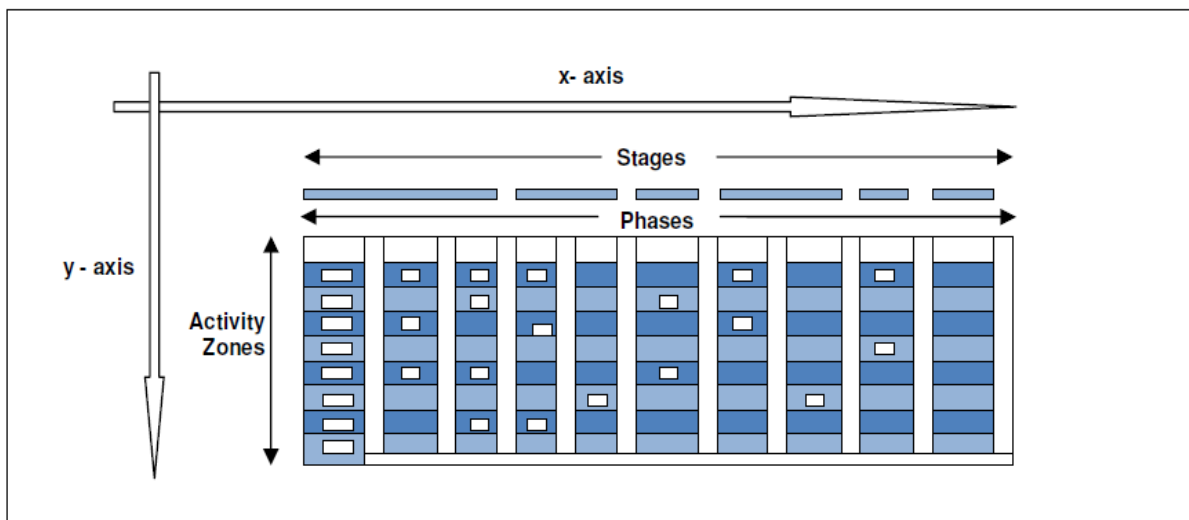 x- axis
Stages
Phases
y - axis
Activity
Zones